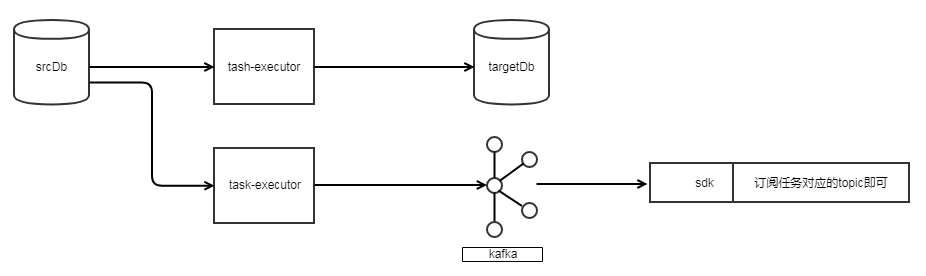 srcDb
tash-executor
targetDb
task-executor
sdk
订阅任务对应的topic即可
kafka